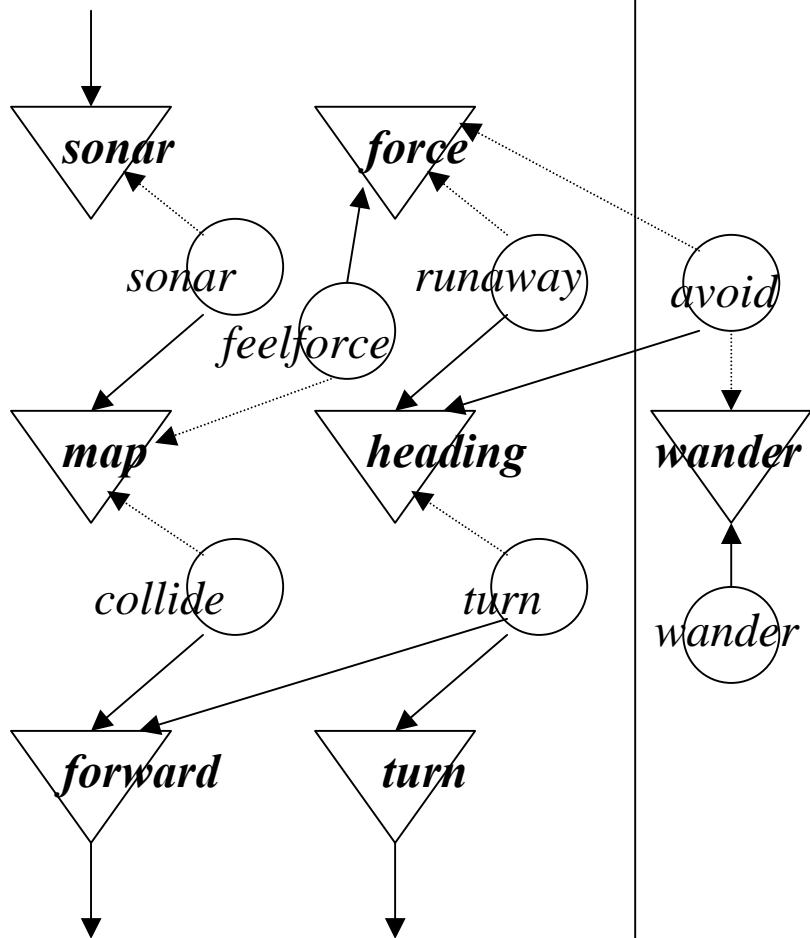 sonar
force
sonar
runaway
avoid
feelforce
map
heading
wander
collide
turn
wander
forward
turn